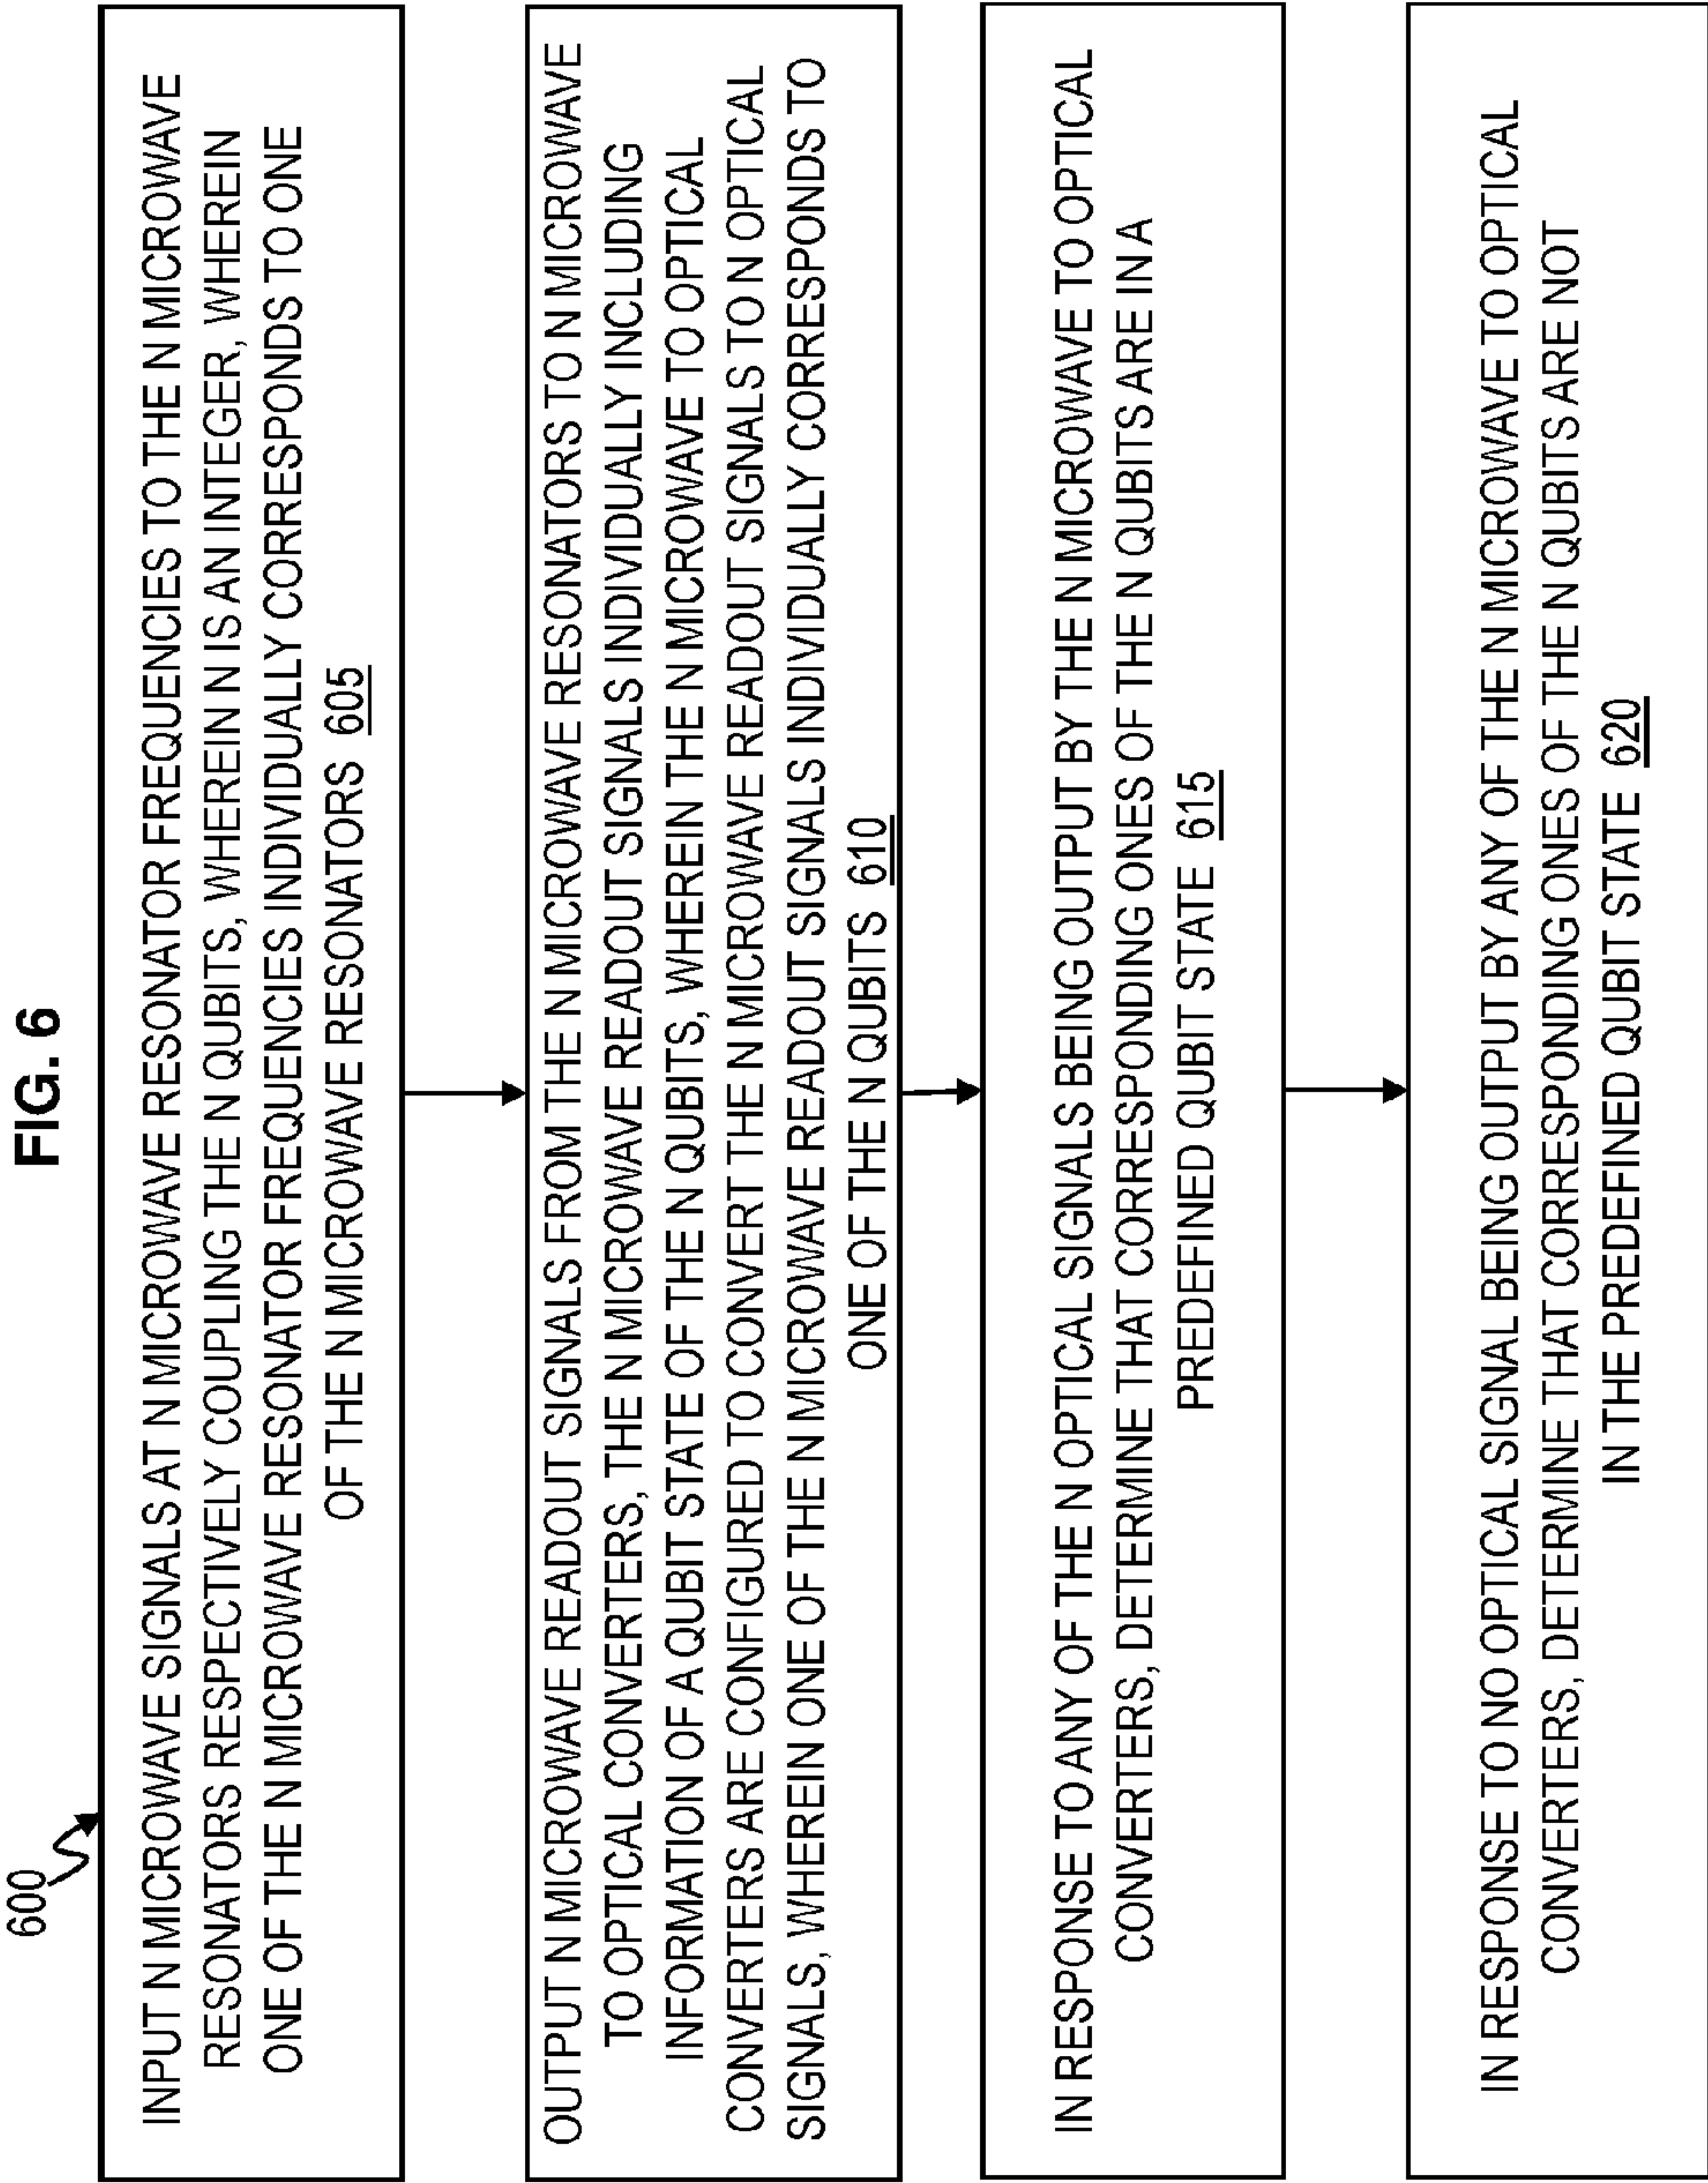 FIG. 6
600
INPUT N MICROWAVE SIGNALS AT N MICROWAVE RESONATOR FREQUENCIES TO THE N MICROWAVE
RESONATORS RESPECTIVELY COUPLING THE N QUBITS, WHEREIN N IS AN INTEGER, WHEREIN
ONE OF THE N MICROWAVE RESONATOR FREQUENCIES INDIVIDUALLY CORRESPONDS TO ONE
OF THE N MICROWAVE RESONATORS 605
OUTPUT N MICROWAVE READOUT SIGNALS FROM THE N MICROWAVE RESONATORS TO N MICROWAVE
TO OPTICAL CONVERTERS, THE N MICROWAVE READOUT SIGNALS INDIVIDUALLY INCLUDING
INFORMATION OF A QUBIT STATE OF THE N QUBITS, WHEREIN THE N MICROWAVE TO OPTICAL
CONVERTERS ARE CONFIGURED TO CONVERT THE N MICROWAVE READOUT SIGNALS TO N OPTICAL
SIGNALS, WHEREIN ONE OF THE N MICROWAVE READOUT SIGNALS INDIVIDUALLY CORRESPONDS TO
ONE OF THE N QUBITS 610
IN RESPONSE TO ANY OF THE N OPTICAL SIGNALS BEING OUTPUT BY THE N MICROWAVE TO OPTICAL
CONVERTERS, DETERMINE THAT CORRESPONDING ONES OF THE N QUBITS ARE IN A
PREDEFINED QUBIT STATE 615
IN RESPONSE TO NO OPTICAL SIGNAL BEING OUTPUT BY ANY OF THE N MICROWAVE TO OPTICAL
CONVERTERS, DETERMINE THAT CORRESPONDING ONES OF THE N QUBITS ARE NOT
IN THE PREDEFINED QUBIT STATE 620